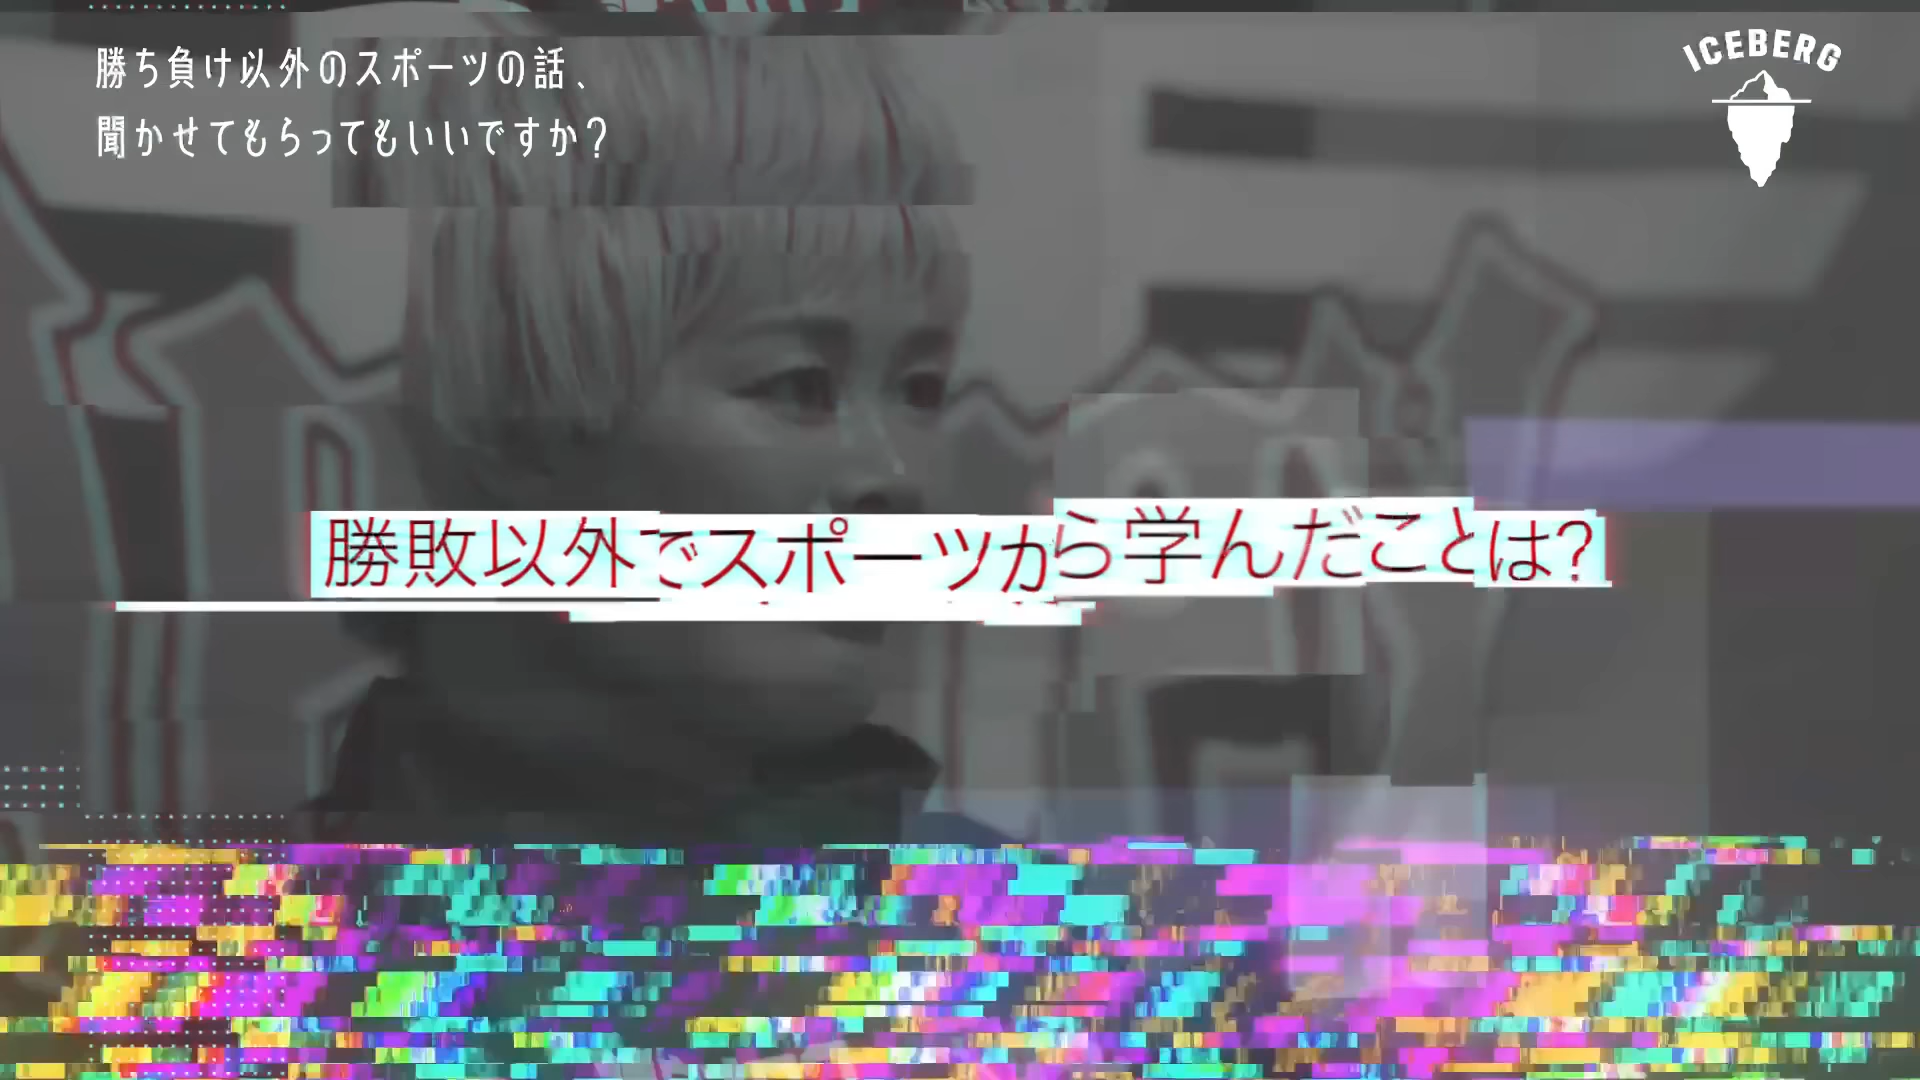 勝ち負け以外のスポーツの話、
聞かせてもらってもいいですか？
ICEBERG
勝敗以外でスポーツから学んだことは？